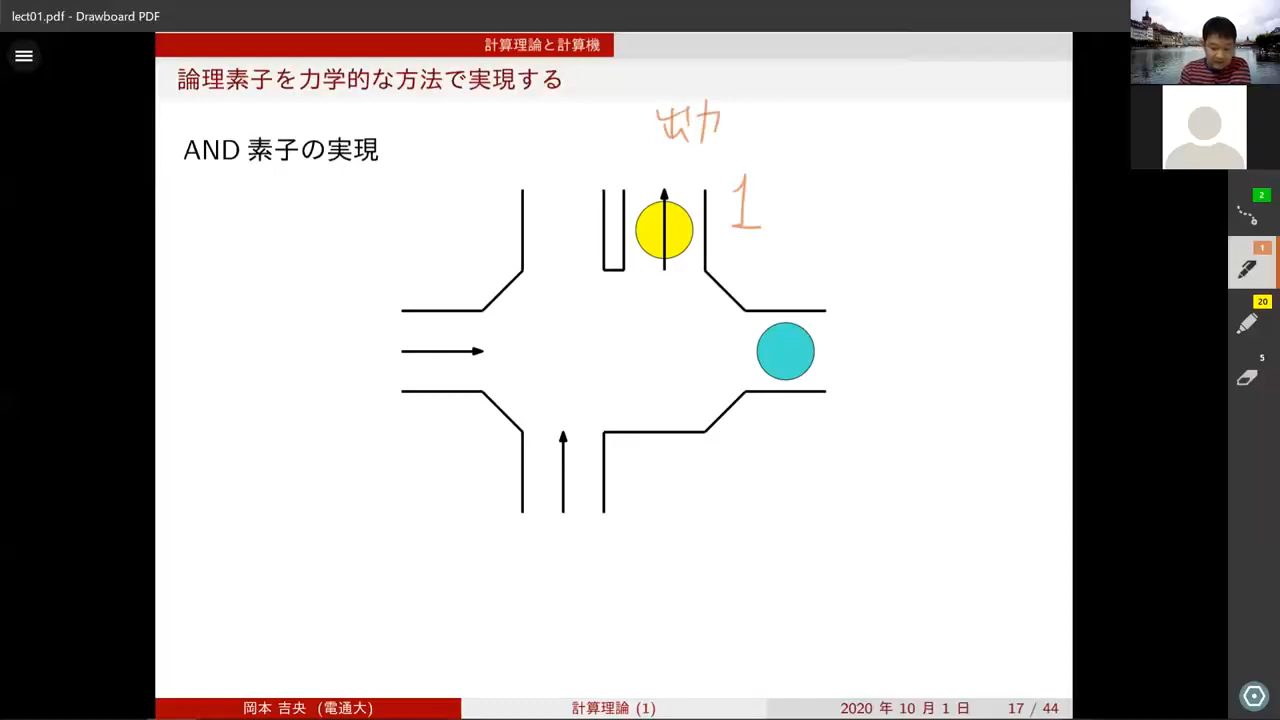 lect01.pdf - Drawboard PDF
計算理論と計算機
論理素子を力学的な方法で実現する
出力
AND 素子の実現
1
2
1
20
5
岡本 吉央 (電通大)
計算理論 (1)
2020 年 10 月 1 日
17 / 44